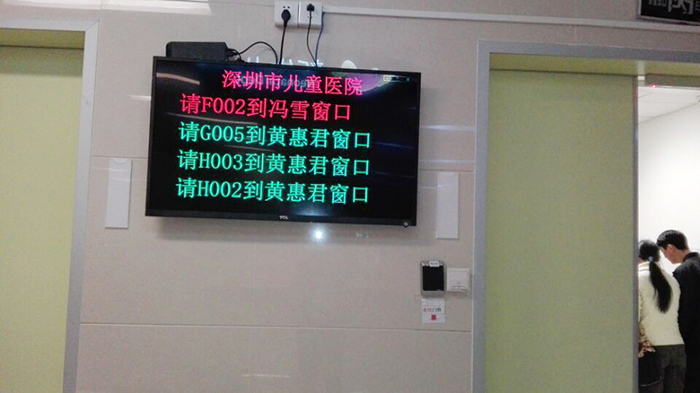 深圳市儿童医院
请F002到冯雪窗口
请G005到黄惠君窗口
请H003到黄惠君窗口
请H002到黄惠君窗口
TCL